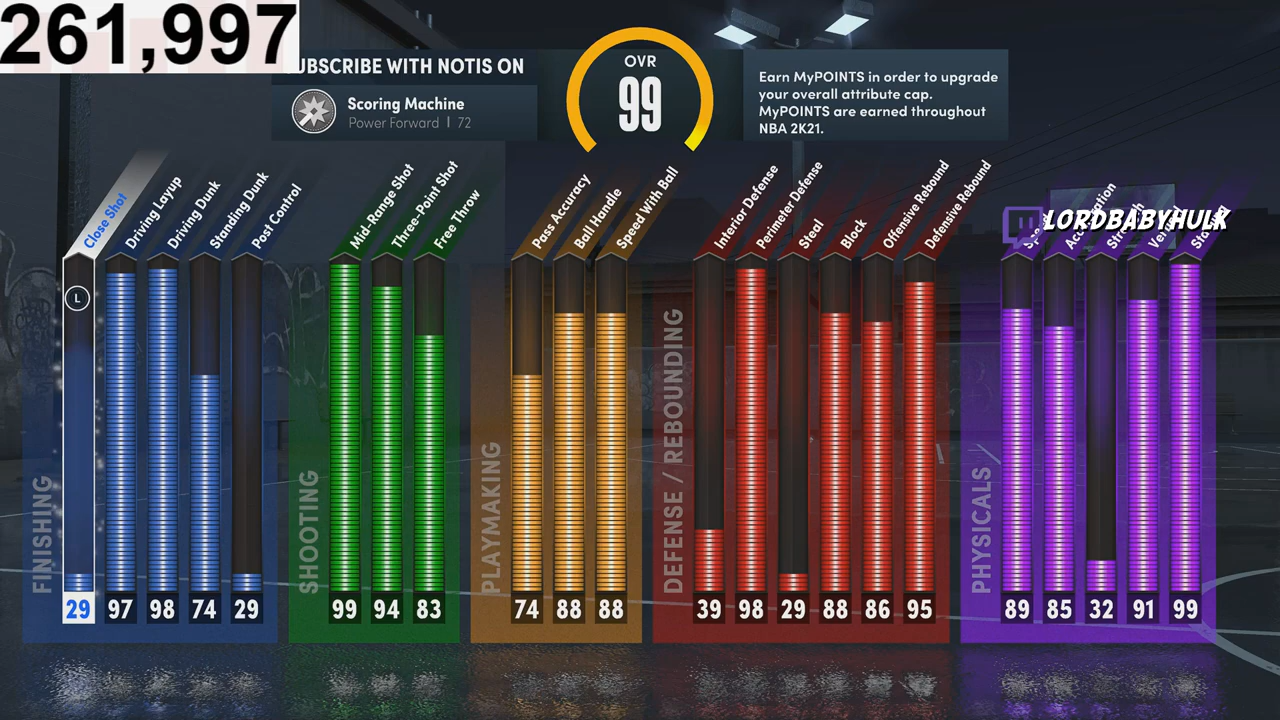 261,997
UBSCRIBE WITH NOTIS ON
Scoring Machine
Power Forward | 72
OVR
99
Earn MyPOINTS in order to upgrade
your overall attribute cap.
MyPOINTS are earned throughout
NBA 2K21.
Close Shot
Driving Layup
Driving Dunk
Standing Dunk
Post Control
Mid-Range Shot
Three-Point Shot
Free Throw
Pass Accuracy
Ball Handle
Speed With Ball
Interior Defense
Perimeter Defense
Steal
Block
Offensive Rebound
Defensive Rebound
LORDBABYHULK
L
FINISHING
SHOOTING
PLAYMAKING
DEFENSE / REBOUNDING
PHYSICALS
29 97 98 74 29
99 94 83
74 88 88
39 98 29 88 86 95
89 85 32 91 99